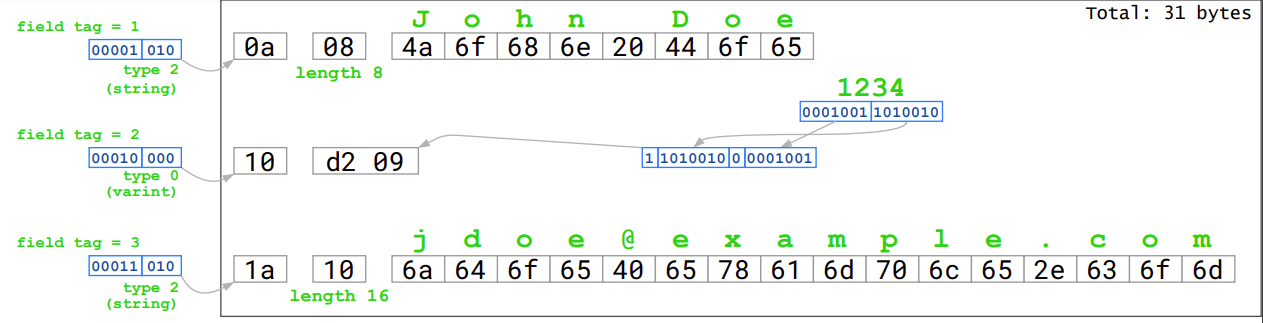 Total: 31 bytes
field tag = 1
J o h n D o e
00001 010
0a 08 4a 6f 68 6e 20 44 6f 65
type 2
(string)
length 8
1234
0001001 1010010
field tag = 2
00010 000
10 d2 09
1 1010010 0 0001001
type 0
(varint)
field tag = 3
j d o e @ e x a m p l e . c o m
00011 010
1a 10 6a 64 6f 65 40 65 78 61 6d 70 6c 65 2e 63 6f 6d
type 2
(string)
length 16